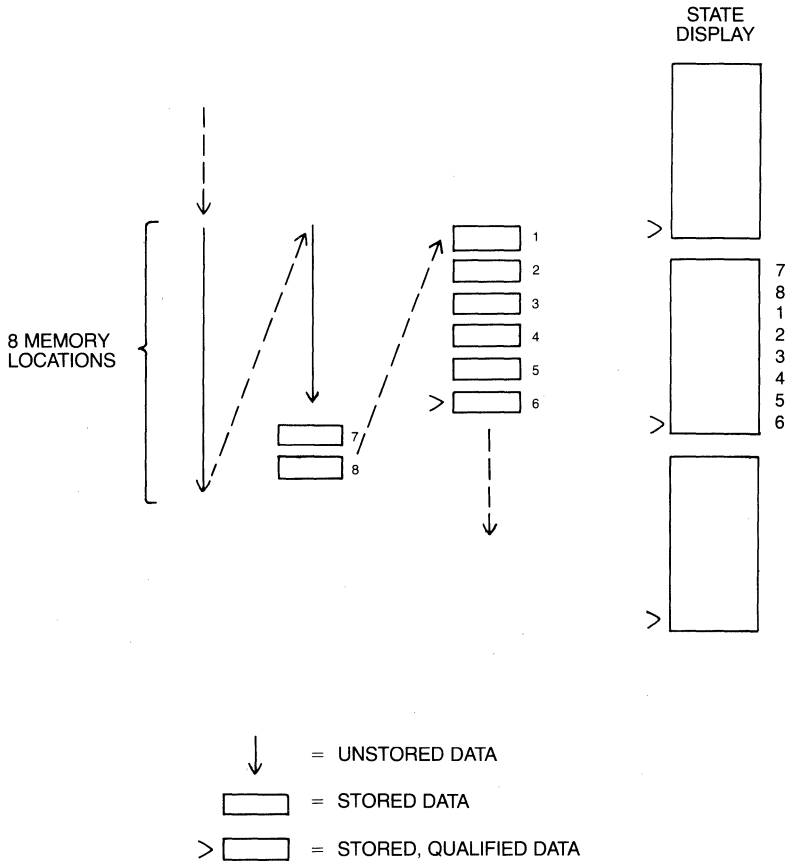 STATE
DISPLAY
8 MEMORY
LOCATIONS
1
2
3
4
5
> 6
7
8
>
7
8
1
2
3
4
5
> 6
>
= UNSTORED DATA
= STORED DATA
> = STORED, QUALIFIED DATA